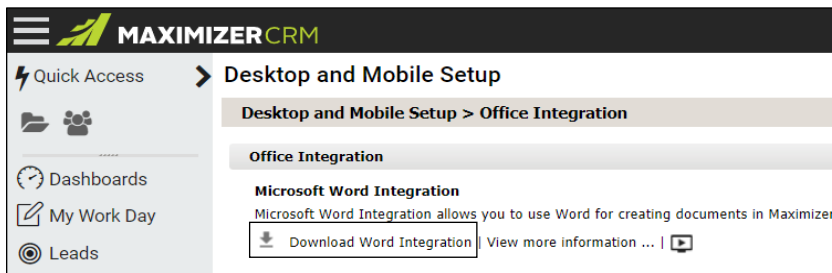 MAXIMIZER CRM
Quick Access
Desktop and Mobile Setup
Desktop and Mobile Setup > Office Integration
Office Integration
Dashboards
Microsoft Word Integration
My Work Day
Microsoft Word Integration allows you to use Word for creating documents in Maximizer
Download Word Integration | View more information ... |
Leads